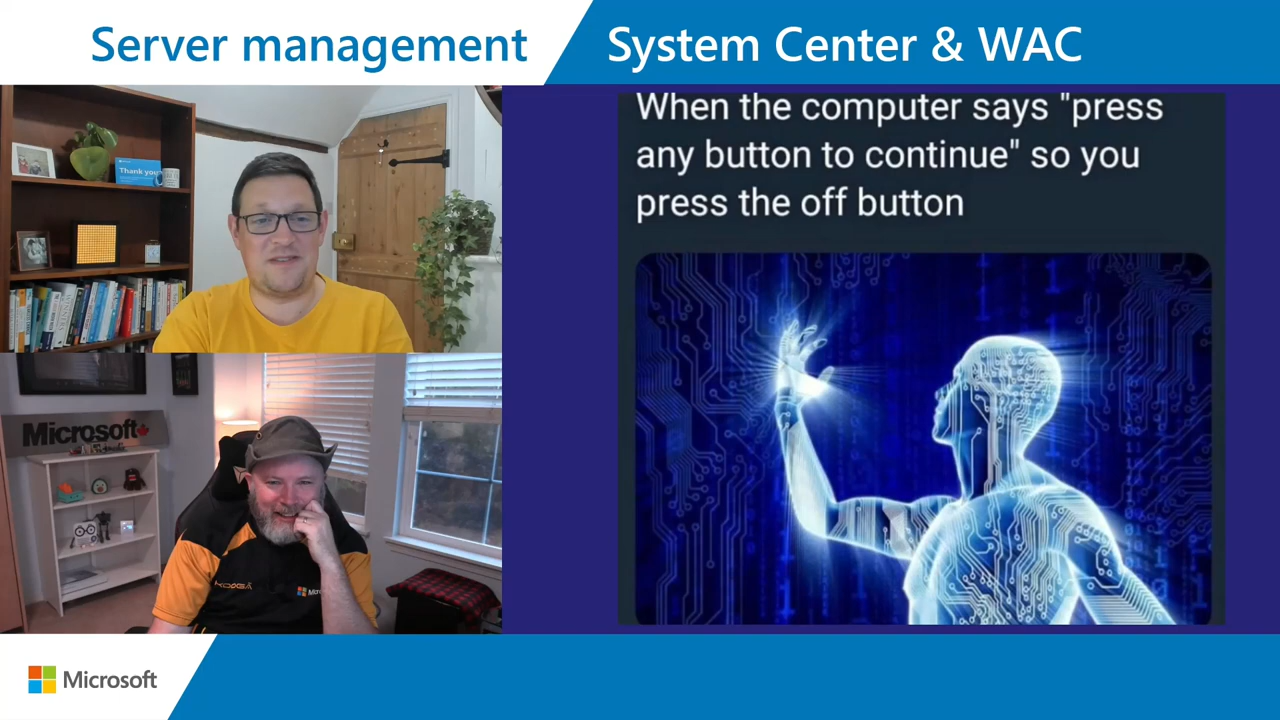 Server management
System Center & WAC
When the computer says "press
any button to continue" so you
press the off button
Thank you
Microsoft
KOOGA
Microsoft